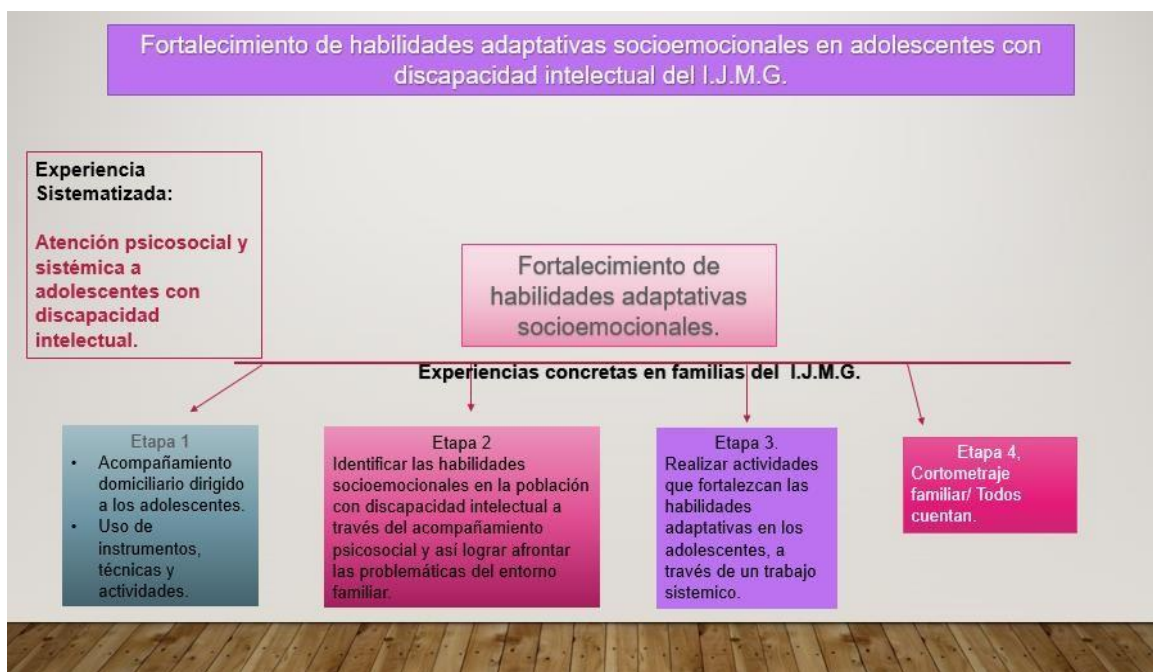 Fortalecimiento de habilidades adaptativas socioemocionales en adolescentes con
discapacidad intelectual del I.J.M.G.
Experiencia
Sistematizada:
Atención psicosocial y
sistémica a
adolescentes con
discapacidad
intelectual.
Fortalecimiento de
habilidades adaptativas
socioemocionales.
Experiencias concretas en familias del I.J.M.G.
Etapa 1
• Acompañamiento
domiciliario dirigido
a los adolescentes.
• Uso de
instrumentos,
técnicas y
actividades.
Etapa 2
Identificar las habilidades
socioemocionales en la población
con discapacidad intelectual a
través del acompañamiento
psicosocial y así lograr afrontar
las problemáticas del entorno
familiar.
Etapa 3.
Realizar actividades
que fortalezcan las
habilidades
adaptativas en los
adolescentes, a
través de un trabajo
sistemico.
Etapa 4,
Cortometraje
familiar/ Todos
cuentan.